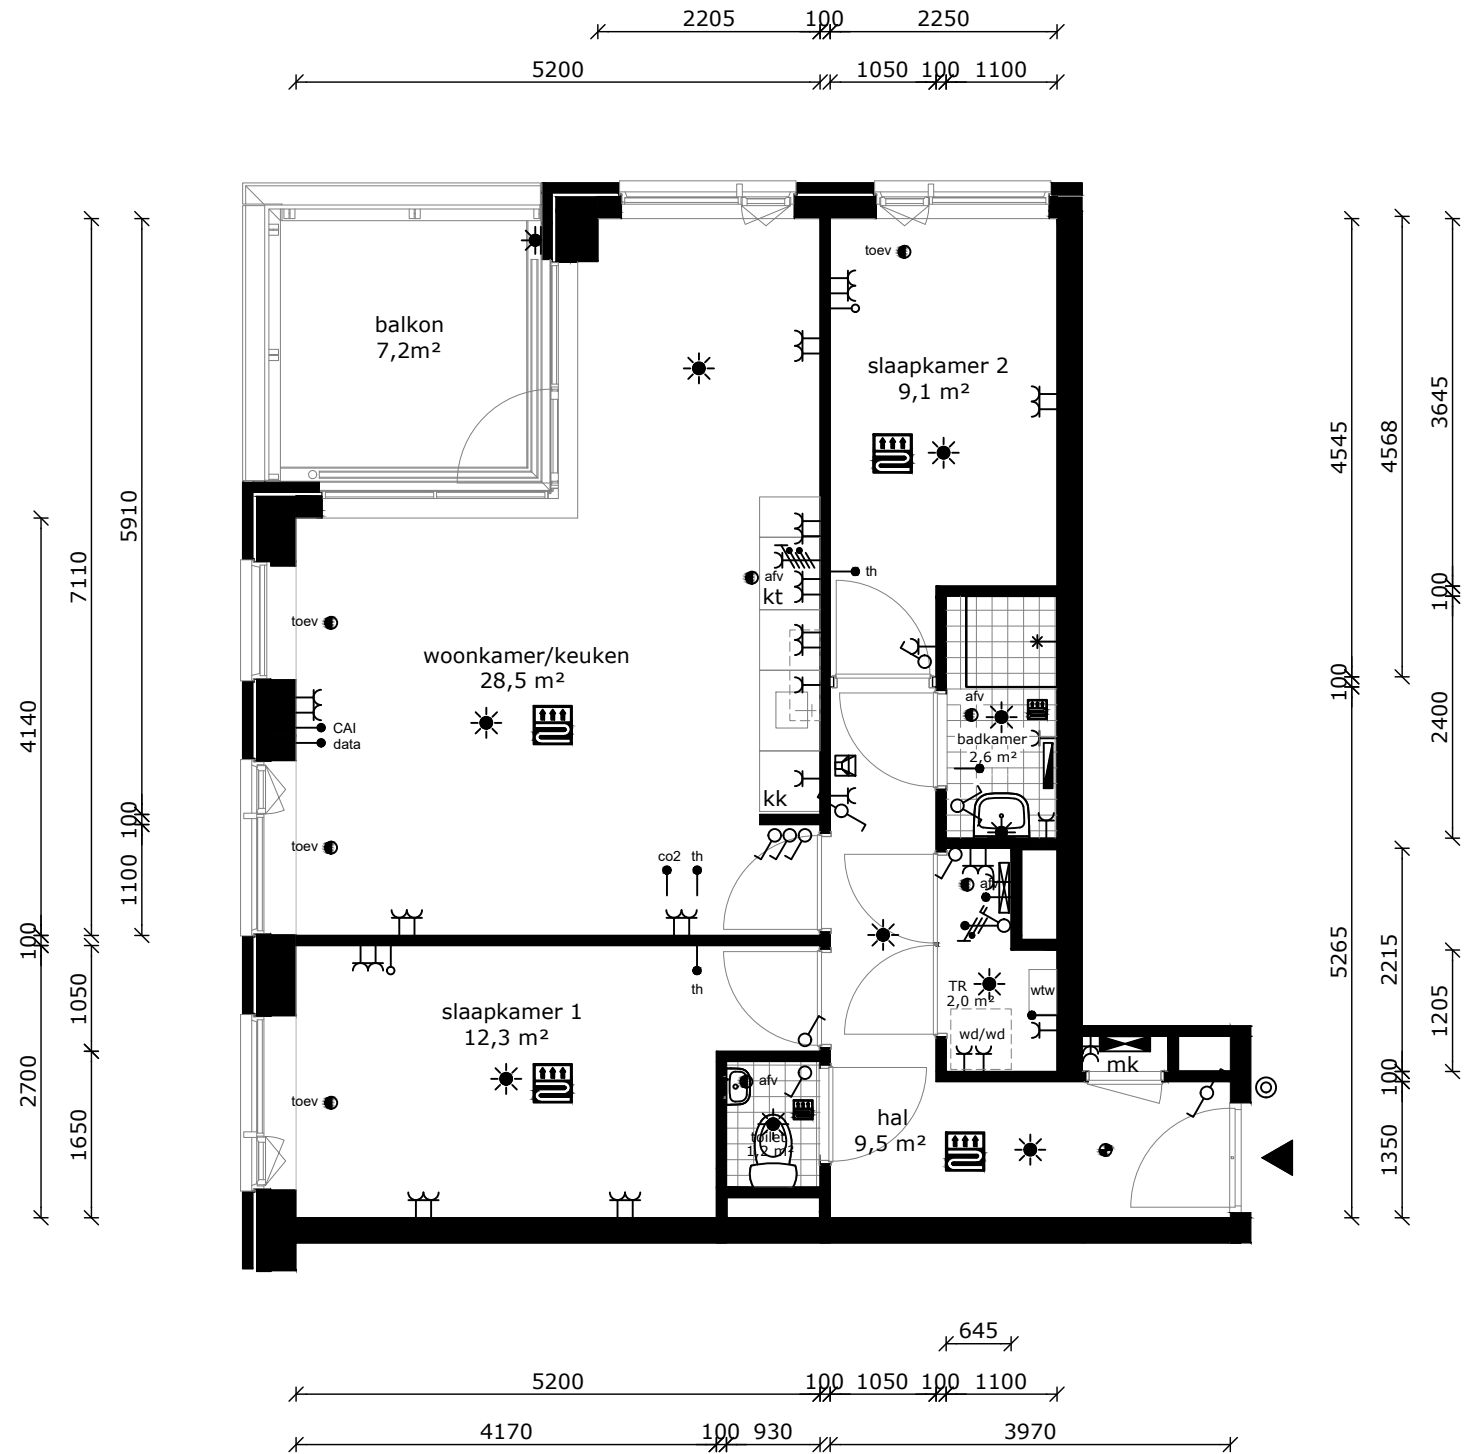 2205 100 2250
5200 1050 100 1100
balkon
7,2m²
toev
slaapkamer 2
9,1 m²
3645
4545
4568
5910
7110
afv
th
kt
100
toev
woonkamer/keuken
28,5 m²
100
afv
4140
CAI
data
badkamer
2,6 m²
2400
kk
100
toev
co2 th
1100
afv
100
5265
2215
th
TR
2,0 m²
wtw
1050
slaapkamer 1
12,3 m²
1205
wd/wd
2700
mk
100
toev
afv
hal
9,5 m²
toilet
1,2 m²
1650
1350
645
5200 100 1050 100 1100
4170 100 930 3970